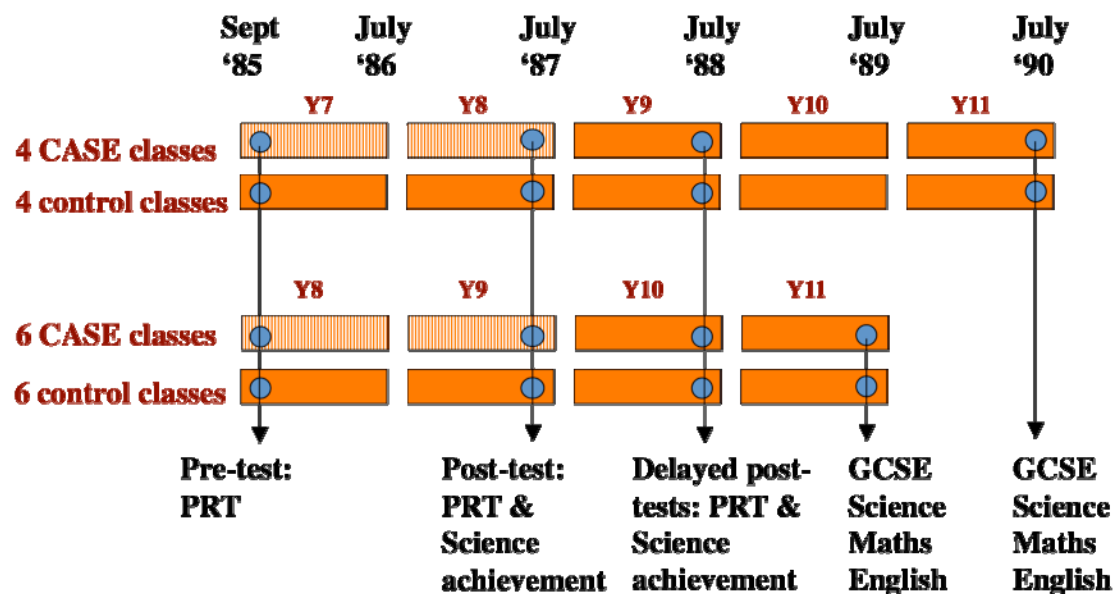 Sept July July July July July
‘85 ‘86 ‘87 ‘88 ‘89 ‘90
Y7 Y8 Y9 Y10 Y11
4 CASE classes
4 control classes
Y8 Y9 Y10 Y11
6 CASE classes
6 control classes
Pre-test:
PRT
Post-test:
PRT &
Science
achievement
Delayed post-
tests: PRT &
Science
achievement
GCSE
Science
Maths
English
GCSE
Science
Maths
English